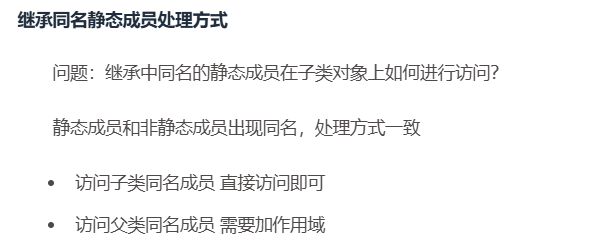 继承同名静态成员处理方式
问题：继承中同名的静态成员在子类对象上如何进行访问？
静态成员和非静态成员出现同名，处理方式一致
• 访问子类同名成员 直接访问即可
• 访问父类同名成员 需要加作用域